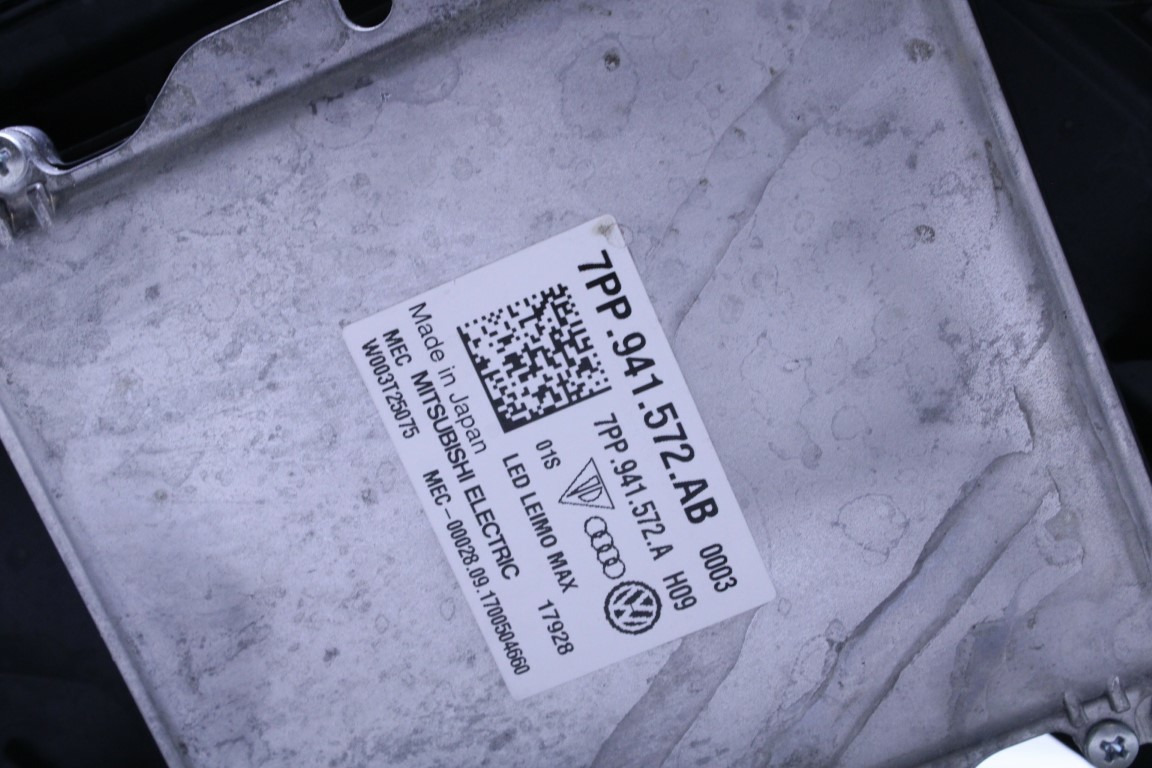 7PP.941.572.AB 0003
7PP.941.572.A H09
01S
LED LEIMO MAX 17928
Made in Japan
MEC MITSUBISHI ELECTRIC
W003T25075 MEC-00028.09.1700504660